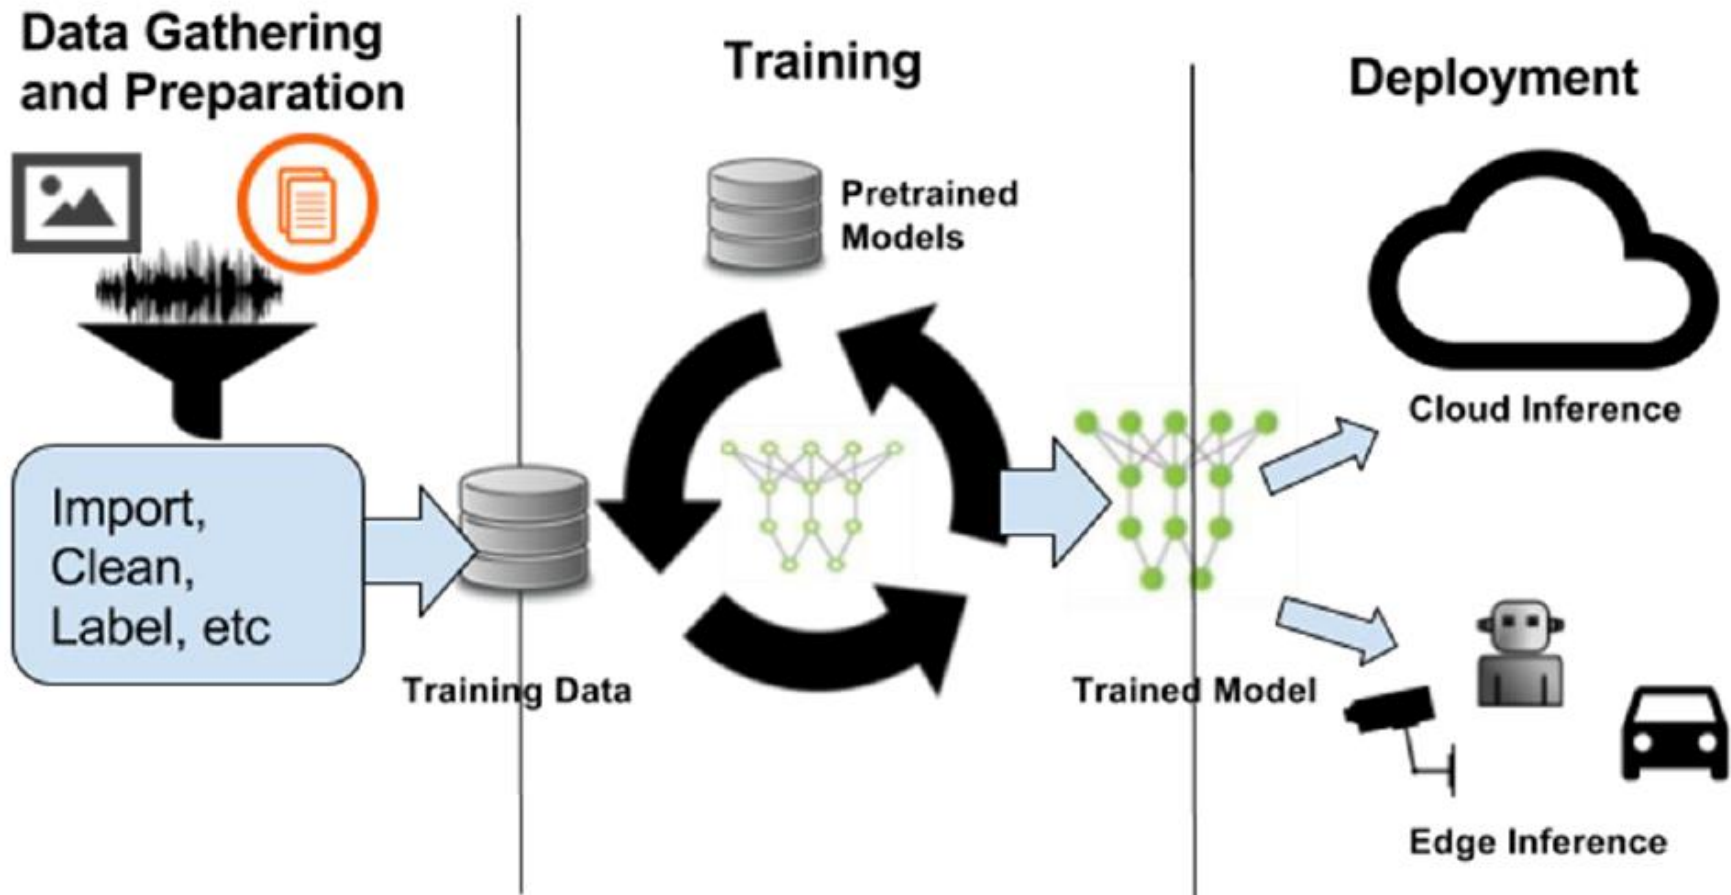 Data Gathering
and Preparation
Import,
Clean,
Label, etc
Training Data
Training
Pretrained
Models
Trained Model
Deployment
Cloud Inference
Edge Inference